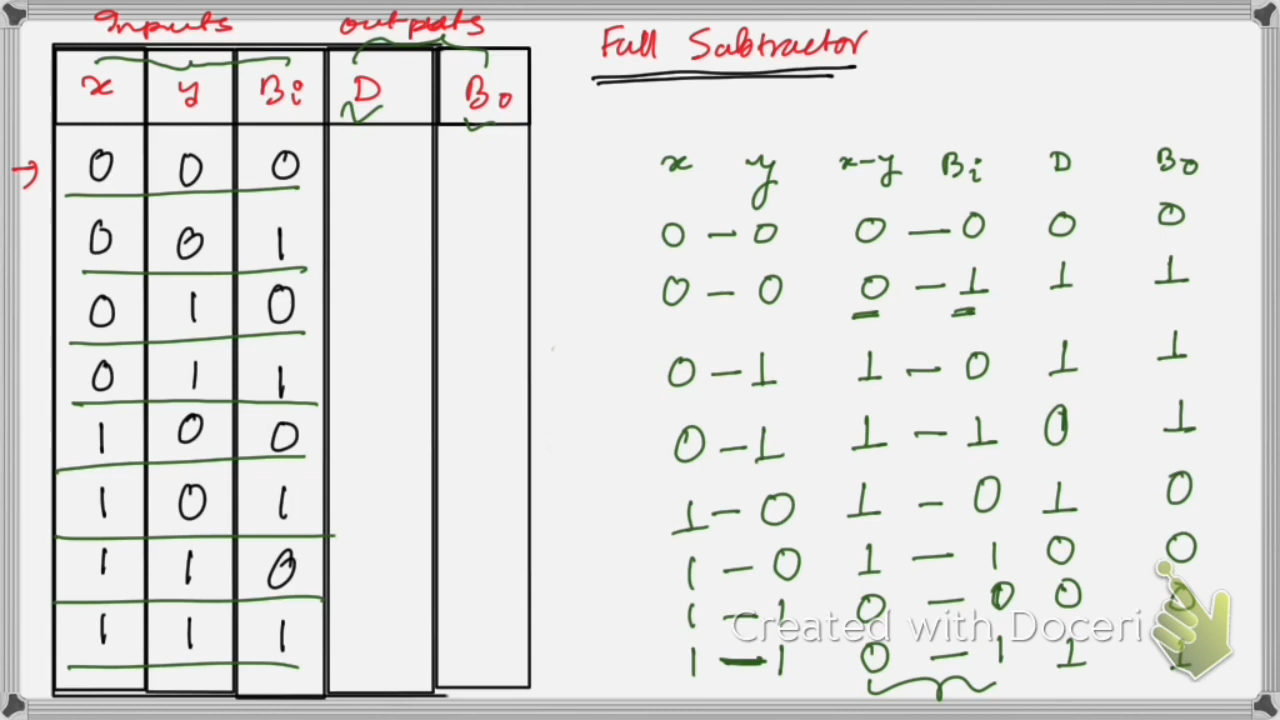 Inputs outputs
x y Bi D Bo
0 0 0
0 0 1
0 1 0
0 1 1
1 0 0
1 0 1
1 1 0
1 1 1
Full Subtractor
x y x-y Bi D Bo
0 - 0 0 - 0 0 0
0 - 0 0 - 1 1 1
0 - 1 1 - 0 1 1
0 - 1 1 - 1 0 1
1 - 0 1 - 0 1 0
1 - 0 1 - 1 0 0
1 - 1 0 - 0 0 0
1 - 1 0 - 1 1 1
Created with Doceri